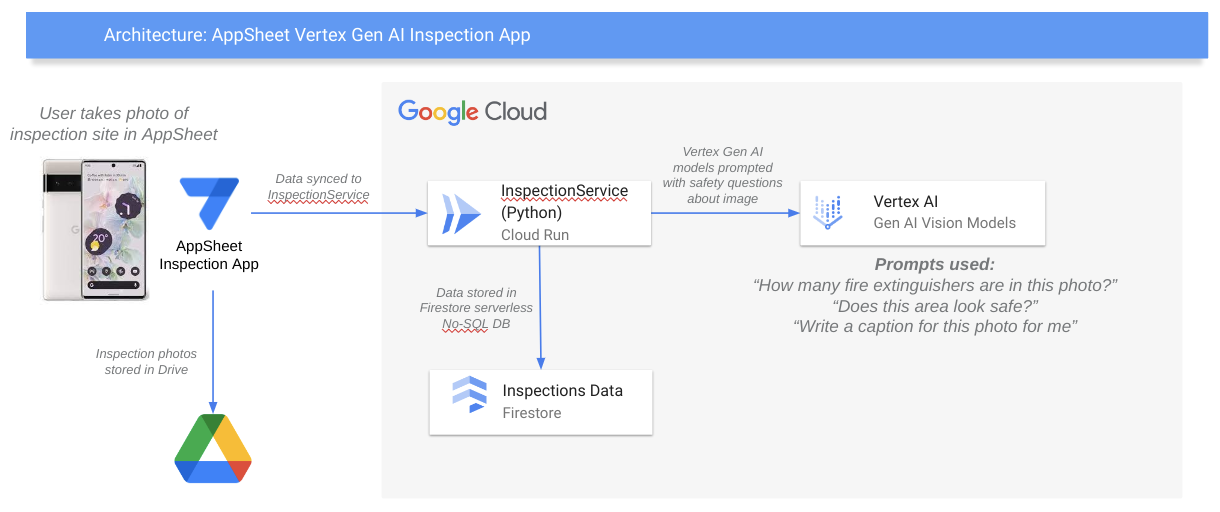 Architecture: AppSheet Vertex Gen AI Inspection App
User takes photo of
inspection site in AppSheet
Google Cloud
Data synced to
InspectionService
Vertex Gen AI
models prompted
with safety questions
about image
InspectionService
(Python)
Cloud Run
Vertex AI
Gen AI Vision Models
AppSheet
Inspection App
Prompts used:
“How many fire extinguishers are in this photo?”
“Does this area look safe?”
“Write a caption for this photo for me”
Data stored in
Firestore serverless
No-SQL DB
Inspection photos
stored in Drive
Inspections Data
Firestore
20°